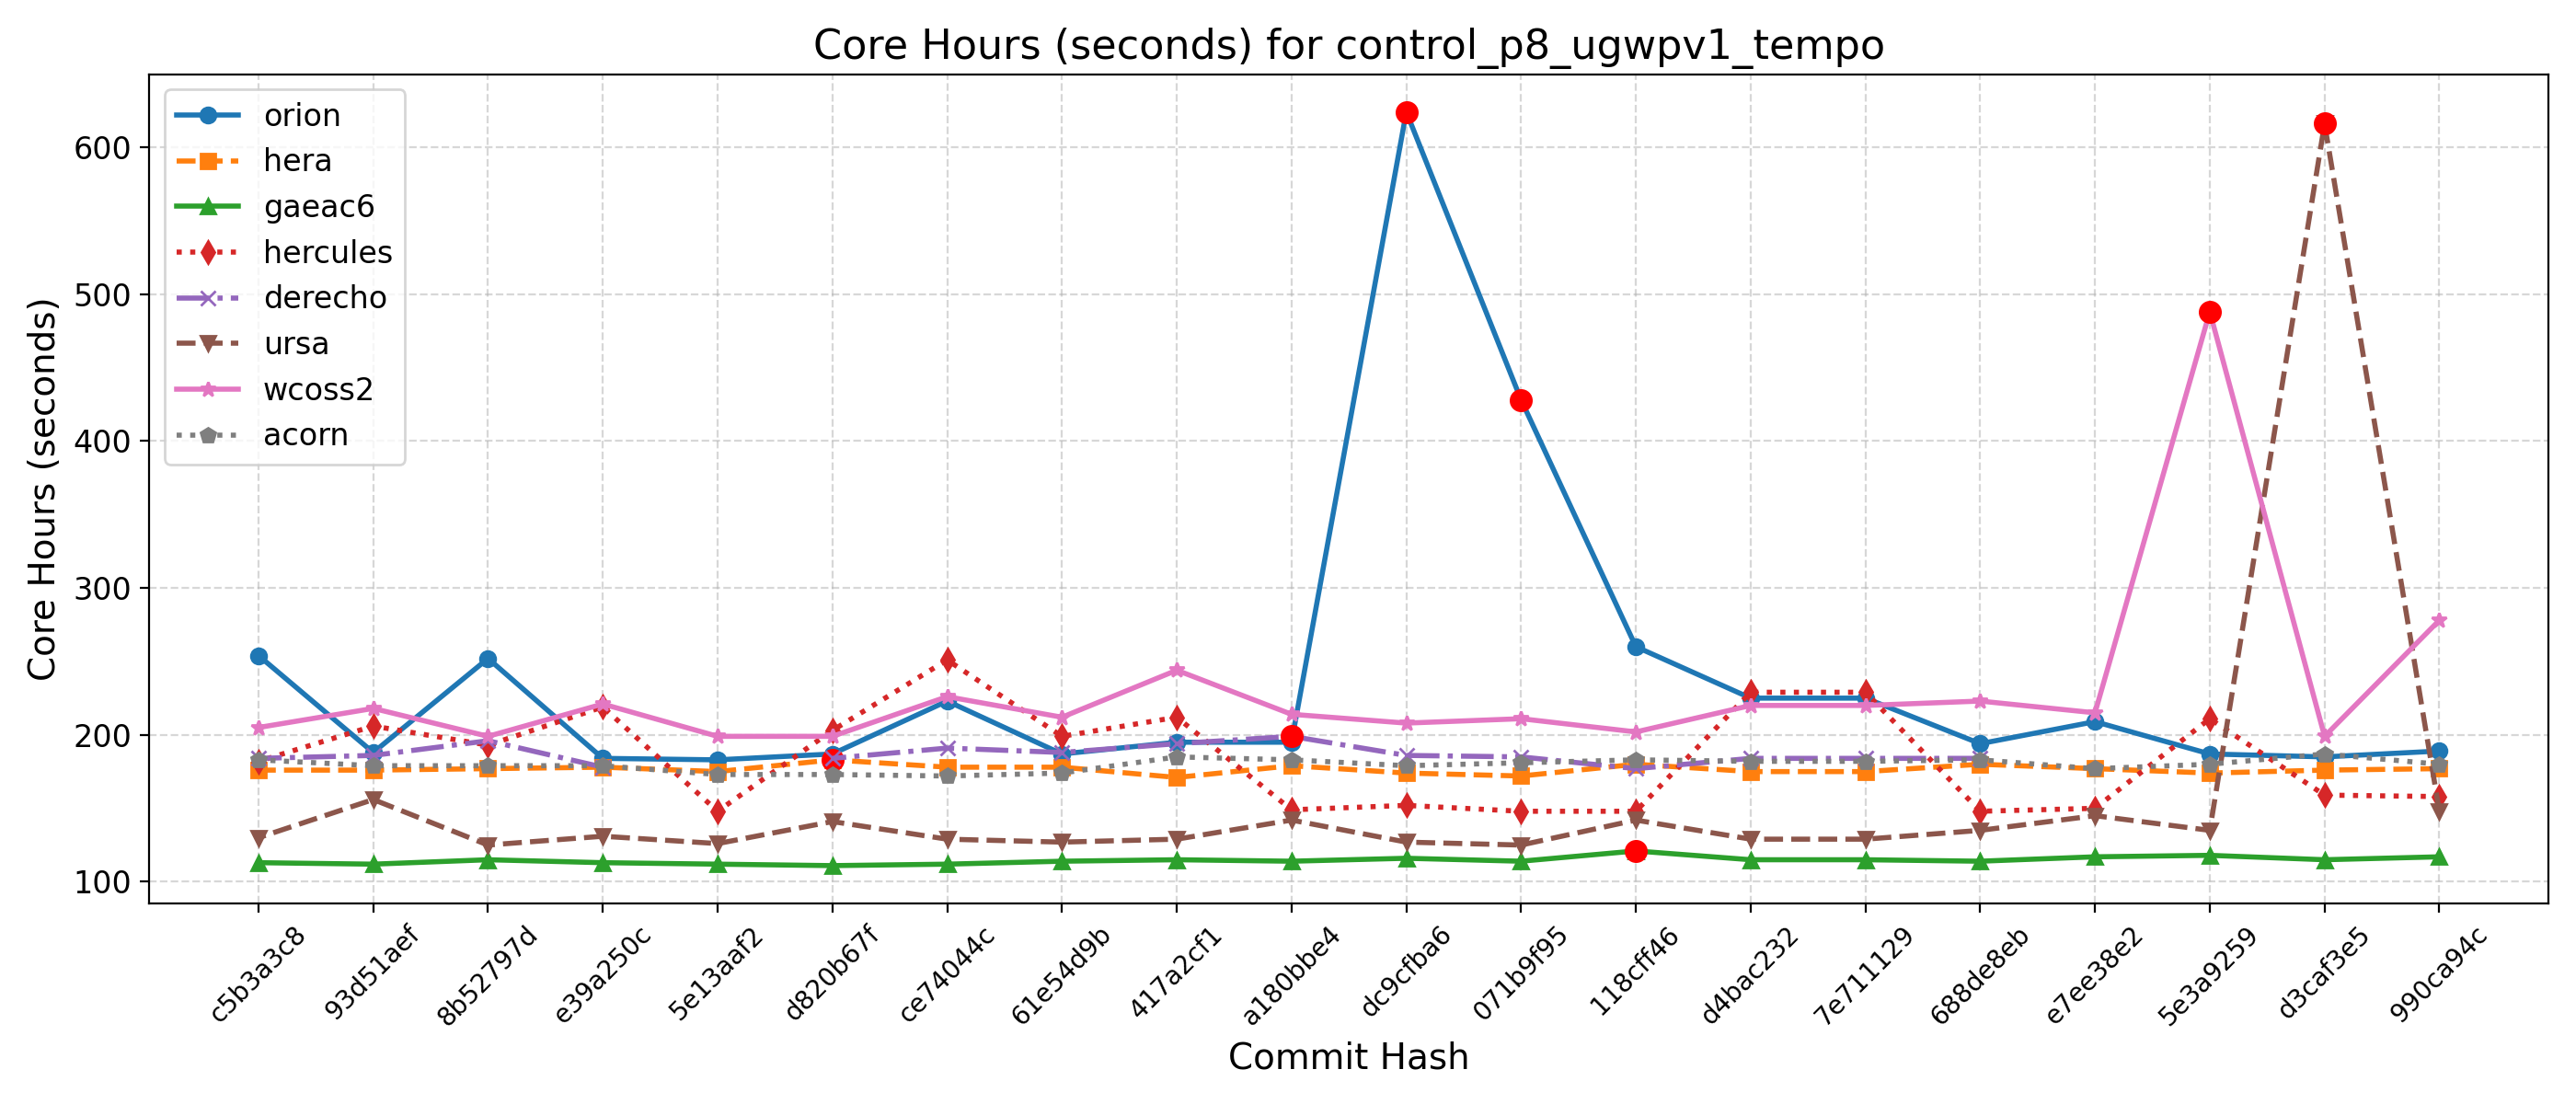 Core Hours (seconds) for control_p8_ugwpv1_tempo
orion
hera
gaeac6
hercules
derecho
ursa
wcoss2
acorn
Core Hours (seconds)
600
500
400
300
200
100
c5b3a3c8
93d51aef
8b52797d
e39a250c
5e13aaf2
d820b67f
ce74044c
61e54d9b
417a2cf1
a180bbe4
dc9cfba6
071b9f95
118cff46
d4bac232
7e711129
688de8eb
e7ee38e2
5e3a9259
d3caf3e5
990ca94c
Commit Hash